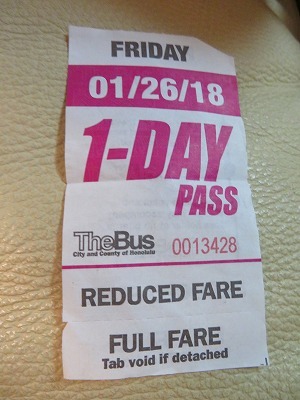 FRIDAY
01/26/18
1-DAY
PASS
TheBus 0013428
City and County of Honolulu
REDUCED FARE
FULL FARE
Tab void if detached